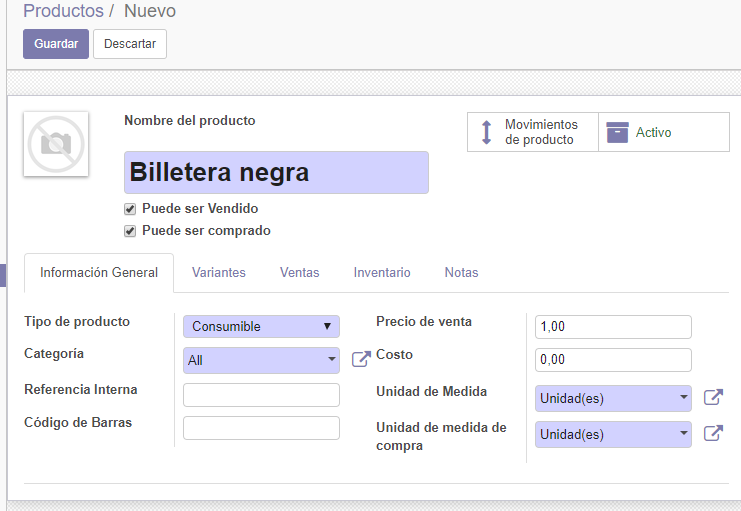 Productos / Nuevo
Guardar Descartar
Nombre del producto
Movimientos de producto
Activo
Billetera negra
Puede ser Vendido
Puede ser comprado
Información General Variantes Ventas Inventario Notas
Tipo de producto Consumible
Categoría All
Referencia Interna
Código de Barras
Precio de venta 1,00
Costo 0,00
Unidad de Medida Unidad(es)
Unidad de medida de compra Unidad(es)